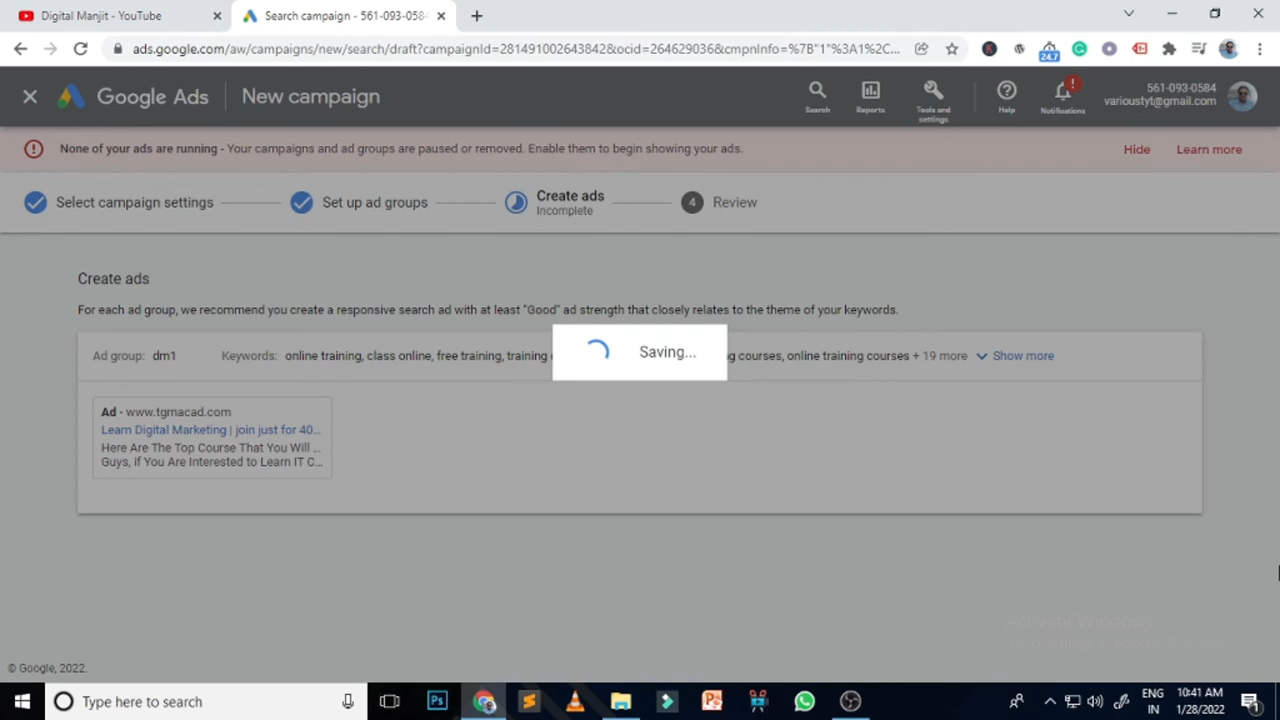 Digital Manjit - YouTube
Search campaign - 561-093-0584
ads.google.com/aw/campaigns/new/search/draft?campaignId=281491002643842&ocid=264629036&cmpnInfo=%7B"1"%3A1%2C...
24.7
Google Ads
New campaign
Search
Reports
Tools and settings
Help
Notifications
561-093-0584
varioustyt@gmail.com
None of your ads are running - Your campaigns and ad groups are paused or removed. Enable them to begin showing your ads.
Hide
Learn more
Select campaign settings
Set up ad groups
Create ads
Incomplete
4
Review
Create ads
For each ad group, we recommend you create a responsive search ad with at least "Good" ad strength that closely relates to the theme of your keywords.
Saving...
Ad group: dm1
Keywords: online training, class online, free training, training courses, online training courses + 19 more
Show more
Ad - www.tgmacad.com
Learn Digital Marketing | join just for 40...
Here Are The Top Course That You Will ...
Guys, if You Are Interested to Learn IT C...
Activate Windows
© Google, 2022.
Type here to search
ENG
IN
10:41 AM
1/28/2022
1